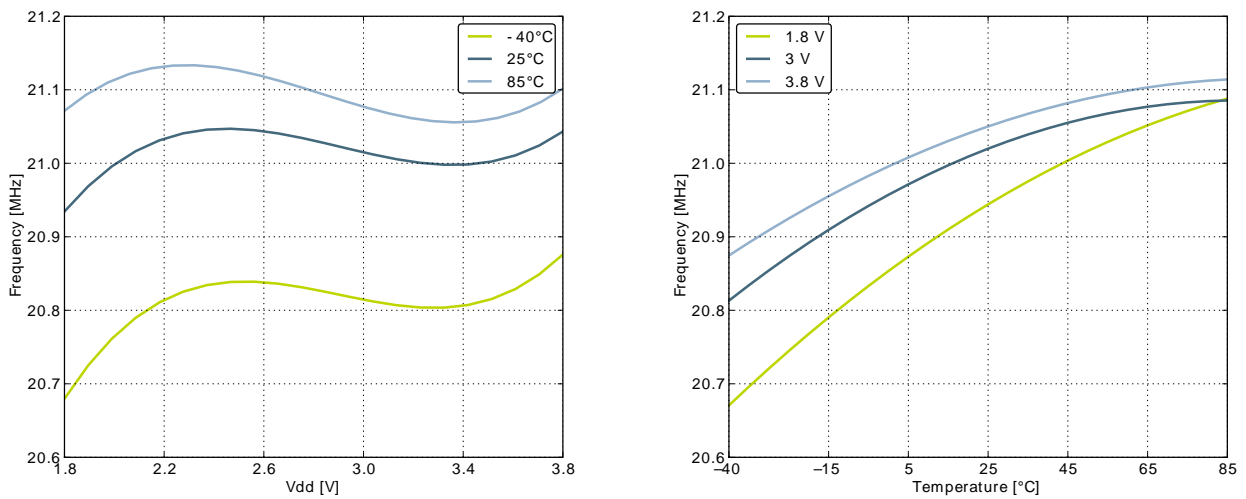 21.2
21.1
21.0
20.9
20.8
20.7
20.6
Frequency [MHz]
1.8
2.2
2.6
3.0
3.4
3.8
Vdd [V]
- 40°C
25°C
85°C
21.2
21.1
21.0
20.9
20.8
20.7
20.6
Frequency [MHz]
–40
–15
5
25
45
65
85
Temperature [°C]
1.8 V
3 V
3.8 V